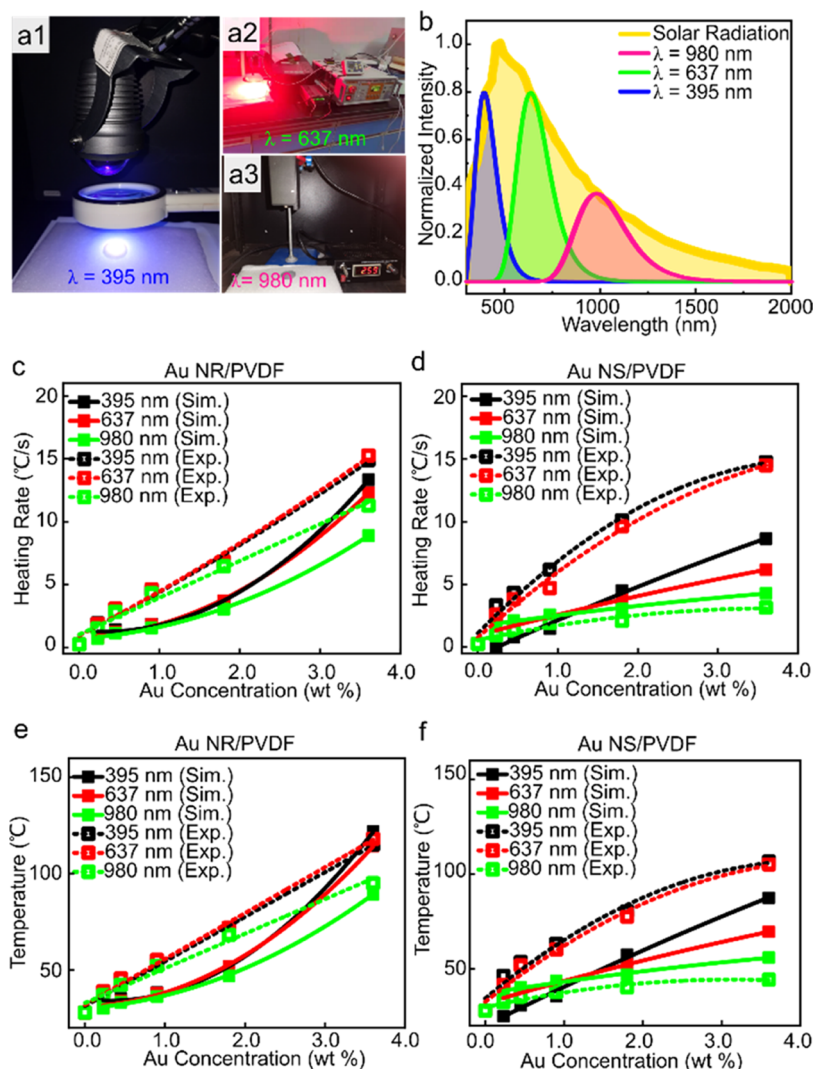 a1
λ = 395 nm
a2
λ = 637 nm
a3
λ= 980 nm
b
Solar Radiation
λ = 980 nm
λ = 637 nm
λ = 395 nm
1.0
0.8
0.6
0.4
0.2
0.0
Normalized Intensity
500 1000 1500 2000
Wavelength (nm)
c
Au NR/PVDF
395 nm (Sim.)
637 nm (Sim.)
980 nm (Sim.)
395 nm (Exp.)
637 nm (Exp.)
980 nm (Exp.)
20
15
10
5
0
Heating Rate (℃/s)
0.0 1.0 2.0 3.0 4.0
Au Concentration (wt %)
d
Au NS/PVDF
395 nm (Sim.)
637 nm (Sim.)
980 nm (Sim.)
395 nm (Exp.)
637 nm (Exp.)
980 nm (Exp.)
20
15
10
5
0
Heating Rate (℃/s)
0.0 1.0 2.0 3.0 4.0
Au Concentration (wt %)
e
Au NR/PVDF
395 nm (Sim.)
637 nm (Sim.)
980 nm (Sim.)
395 nm (Exp.)
637 nm (Exp.)
980 nm (Exp.)
150
100
50
Temperature (℃)
0.0 1.0 2.0 3.0 4.0
Au Concentration (wt %)
f
Au NS/PVDF
395 nm (Sim.)
637 nm (Sim.)
980 nm (Sim.)
395 nm (Exp.)
637 nm (Exp.)
980 nm (Exp.)
150
100
50
Temperature (℃)
0.0 1.0 2.0 3.0 4.0
Au Concentration (wt %)